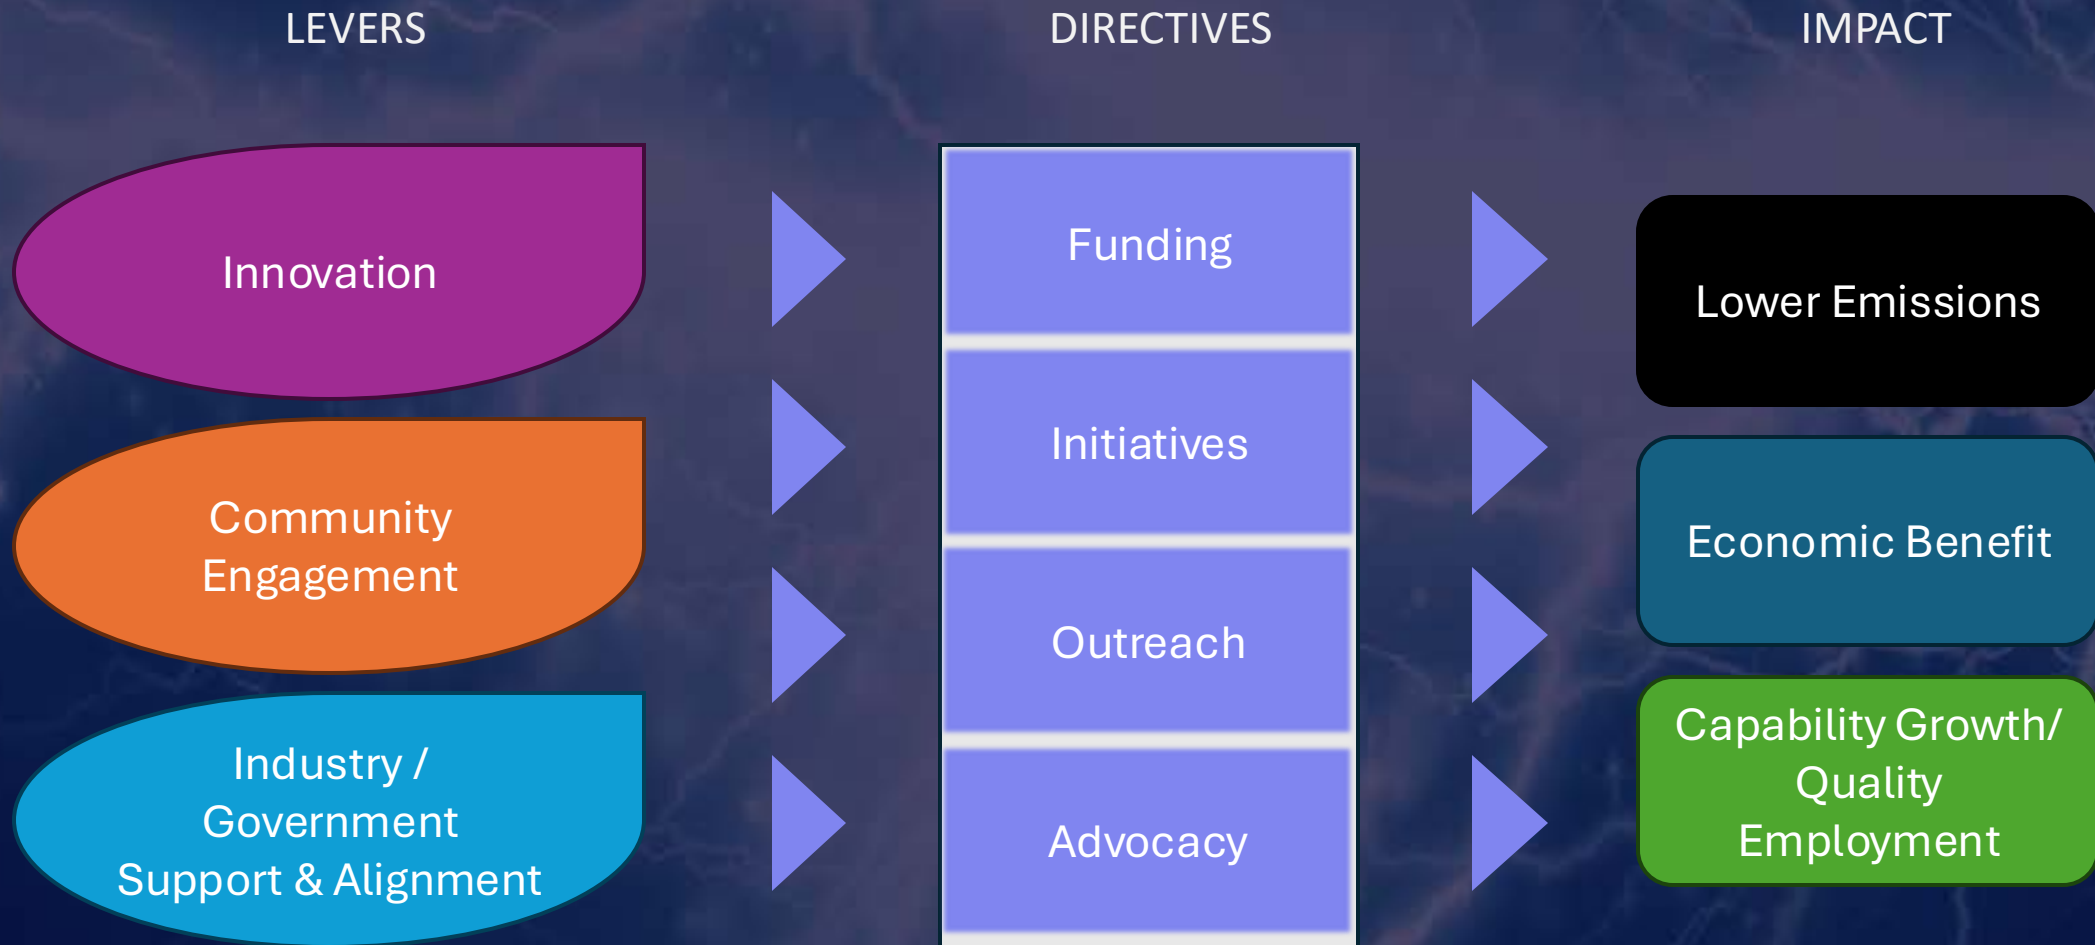 LEVERS
DIRECTIVES
IMPACT
Innovation
Community
Engagement
Industry /
Government
Support & Alignment
Funding
Initiatives
Outreach
Advocacy
Lower Emissions
Economic Benefit
Capability Growth/
Quality
Employment